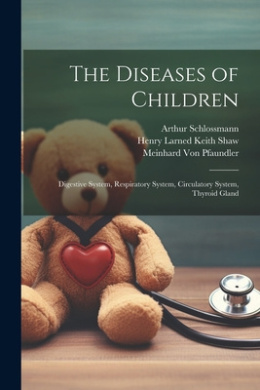 The Diseases of
Children
Arthur Schlossmann
Henry Larned Keith Shaw
Meinhard Von Pfaundler
Digestive System, Respiratory System, Circulatory System,
Thyroid Gland